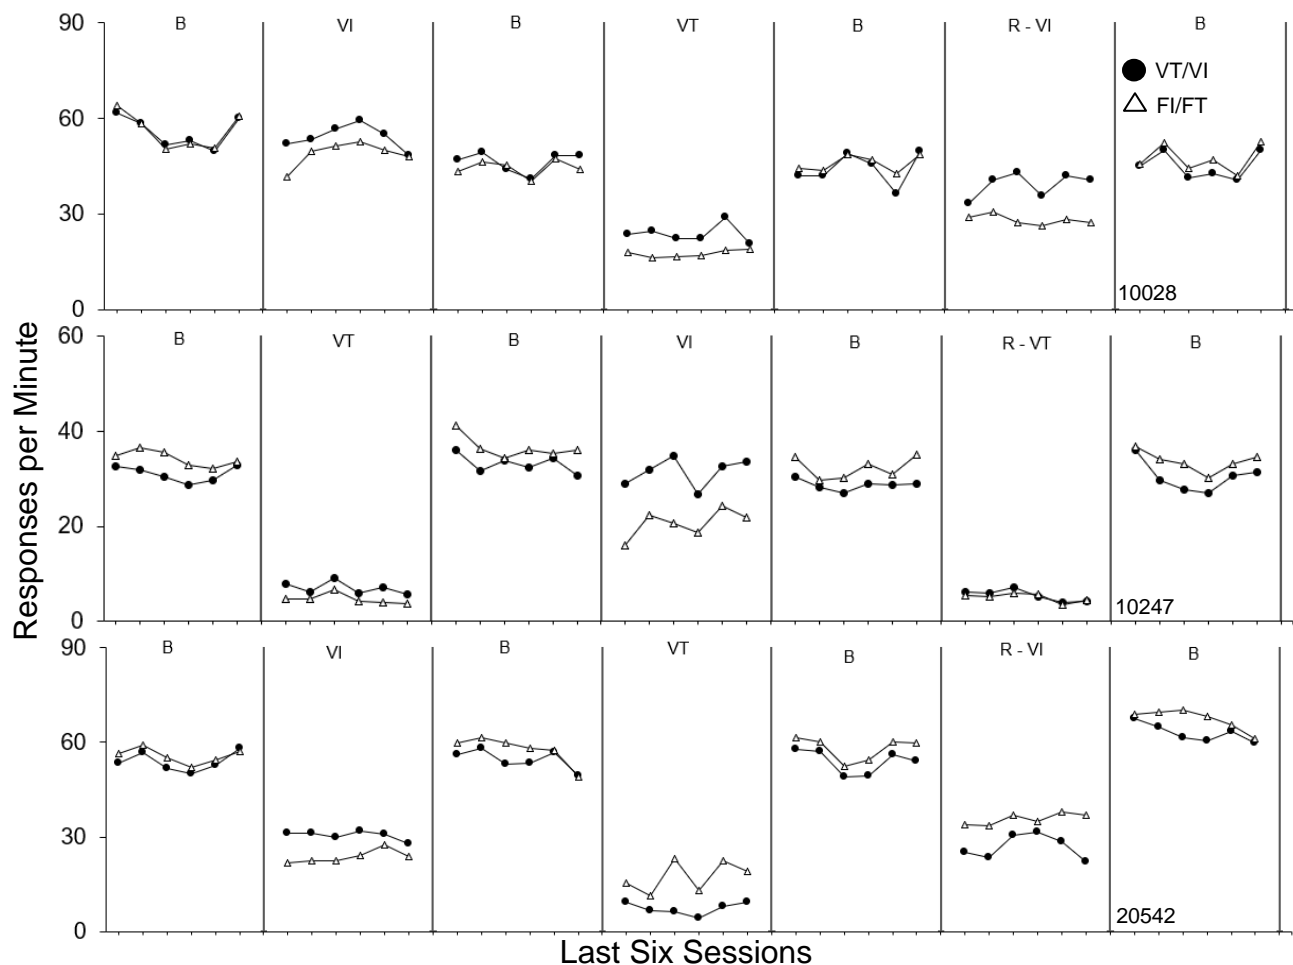 90
B
VI
B
VT
B
R - VI
B
VT/VI
60
FI/FT
30
10028
0
Responses per Minute
60
B
VT
B
VI
B
R - VT
B
40
20
10247
0
90
B
VI
B
VT
B
R - VI
B
60
30
20542
0
Last Six Sessions